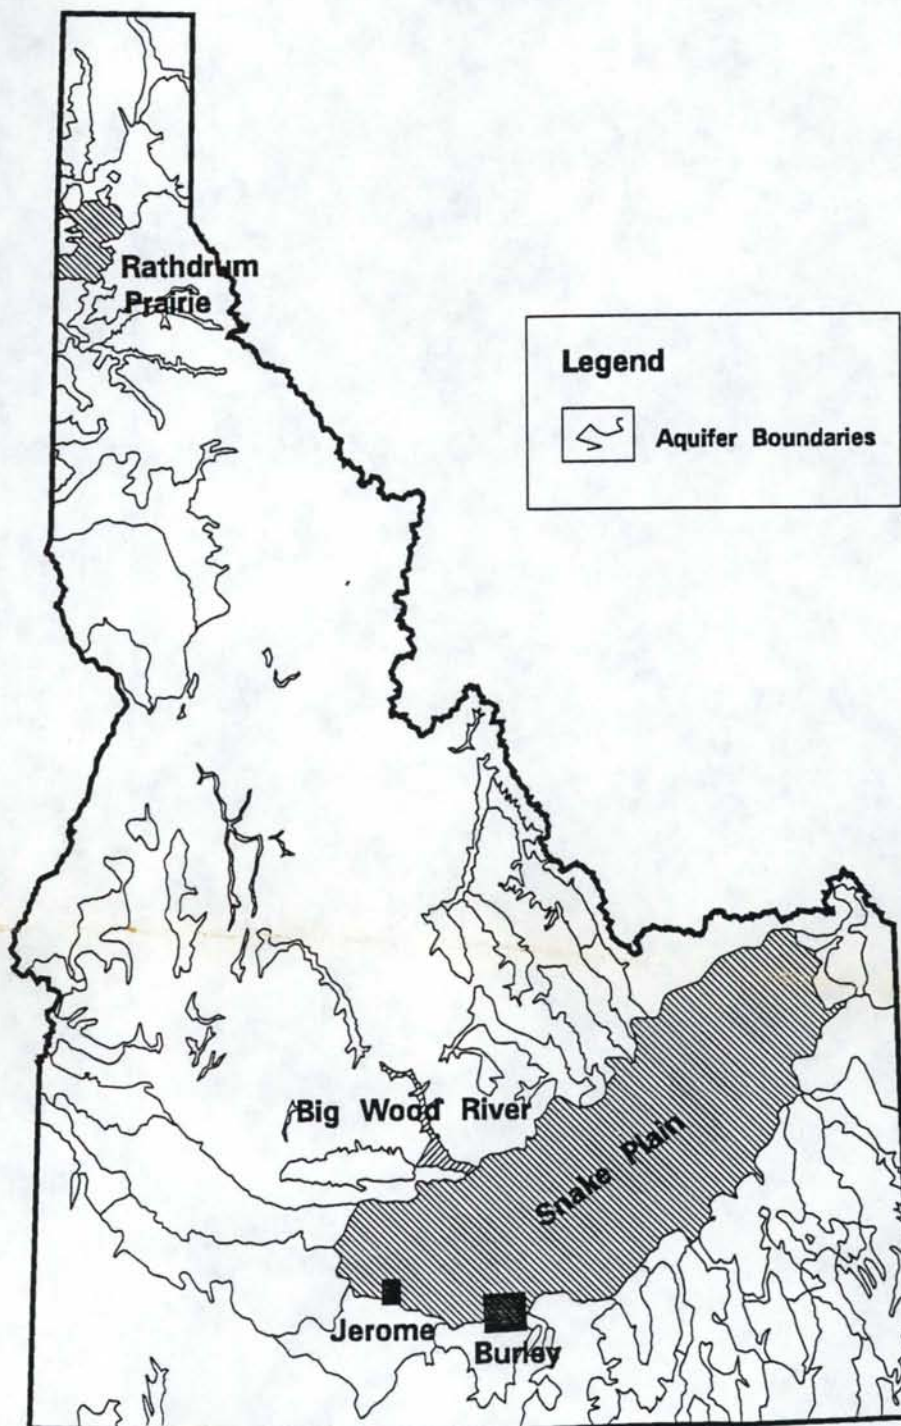 Rathdrum
Prairie
Legend
Aquifer Boundaries
Big Wood River
Snake Plain
Jerome
Burley